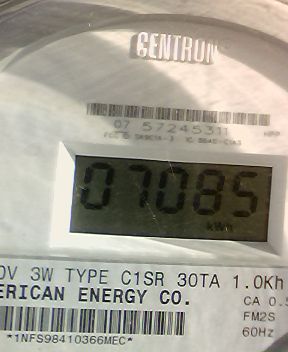 CENTRON
07 57245311
07085
kWh
0V 3W TYPE C1SR 30TA 1.0Kh
ERICAN ENERGY CO.
CA 0.5
FM2S
*1NFS98410366MEC*
60Hz